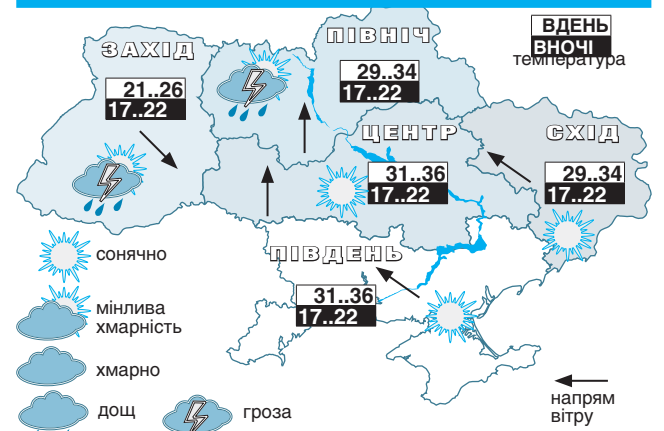 ЗАХІД
21..26
17..22
ПІВНІЧ
29..34
17..22
ВДЕНЬ
ВНОЧІ
температура
ЦЕНТР
31..36
17..22
СХІД
29..34
17..22
ПІВДЕНЬ
31..36
17..22
сонячно
мінлива
хмарність
хмарно
дощ
гроза
напрям
вітру